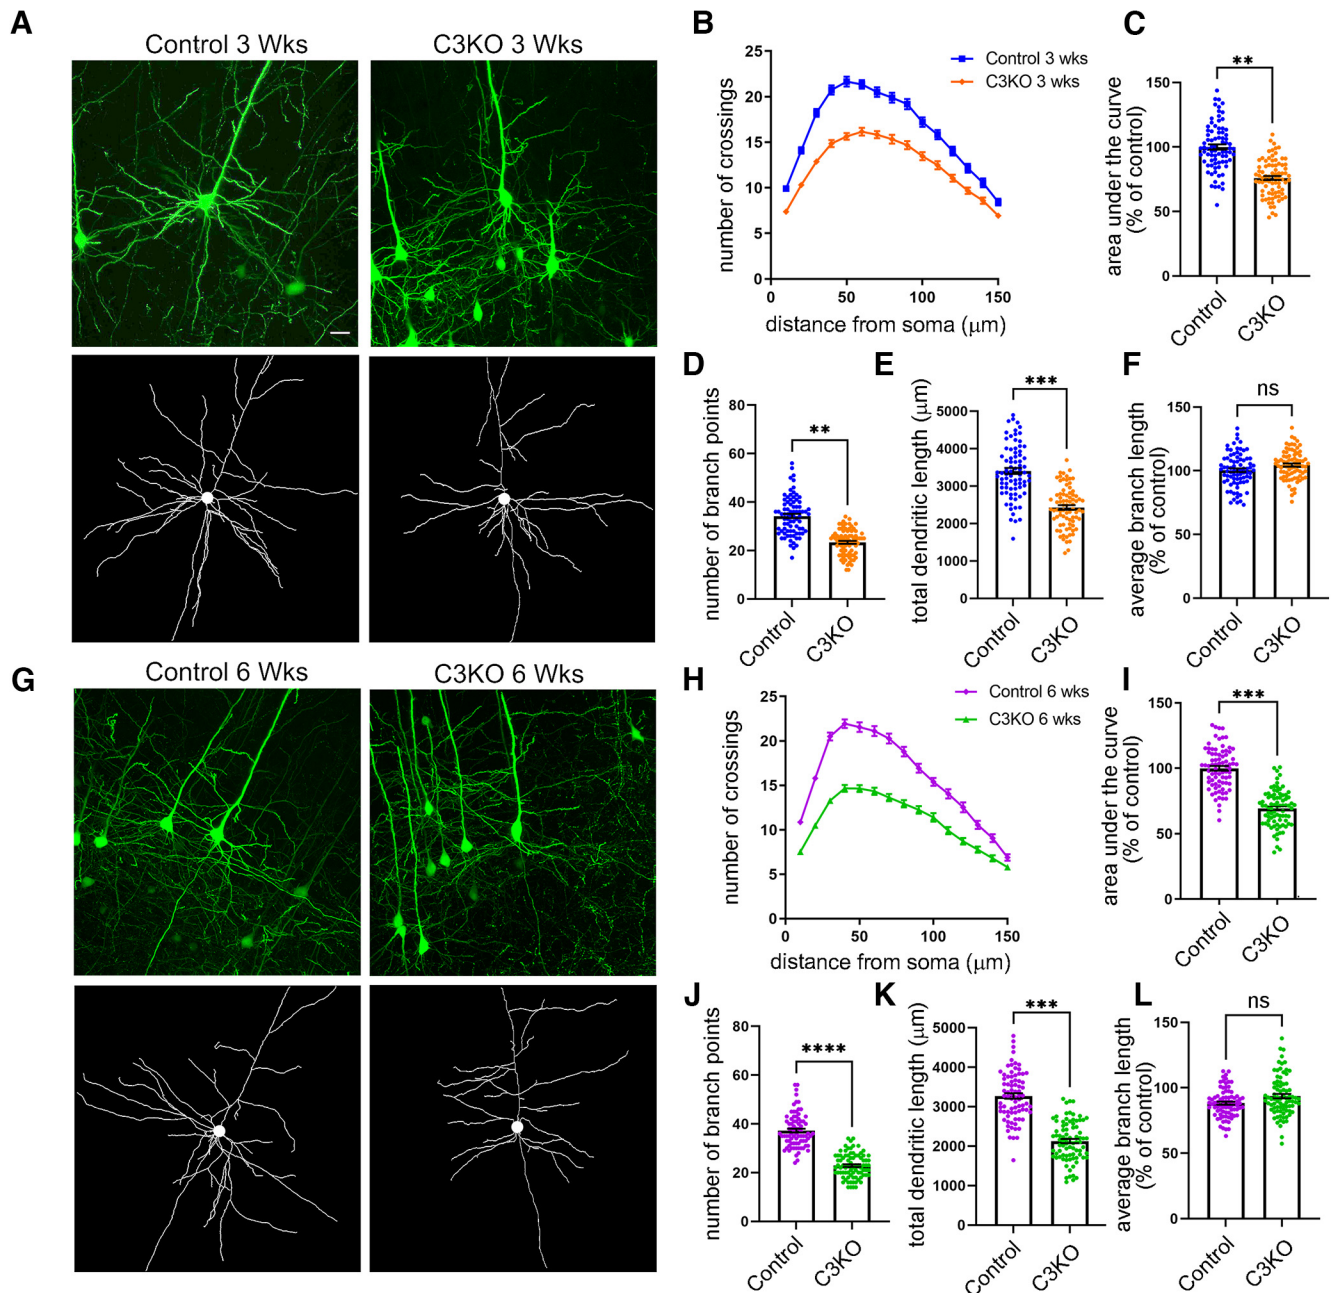 A
Control 3 Wks
C3KO 3 Wks
B
25
20
15
10
5
0
0
50
100
150
number of crossings
distance from soma (μm)
Control 3 wks
C3KO 3 wks
C
**
150
100
50
0
area under the curve
(% of control)
Control
C3KO
D
**
80
60
40
20
0
number of branch points
Control
C3KO
E
***
5000
4000
3000
2000
1000
0
total dendritic length (μm)
Control
C3KO
F
ns
150
100
50
0
average branch length
(% of control)
Control
C3KO
G
Control 6 Wks
C3KO 6 Wks
H
25
20
15
10
5
0
0
50
100
150
number of crossings
distance from soma (μm)
Control 6 wks
C3KO 6 wks
I
***
150
100
50
0
area under the curve
(% of control)
Control
C3KO
J
****
80
60
40
20
0
number of branch points
Control
C3KO
K
***
5000
4000
3000
2000
1000
0
total dendritic length (μm)
Control
C3KO
L
ns
150
100
50
0
average branch length
(% of control)
Control
C3KO